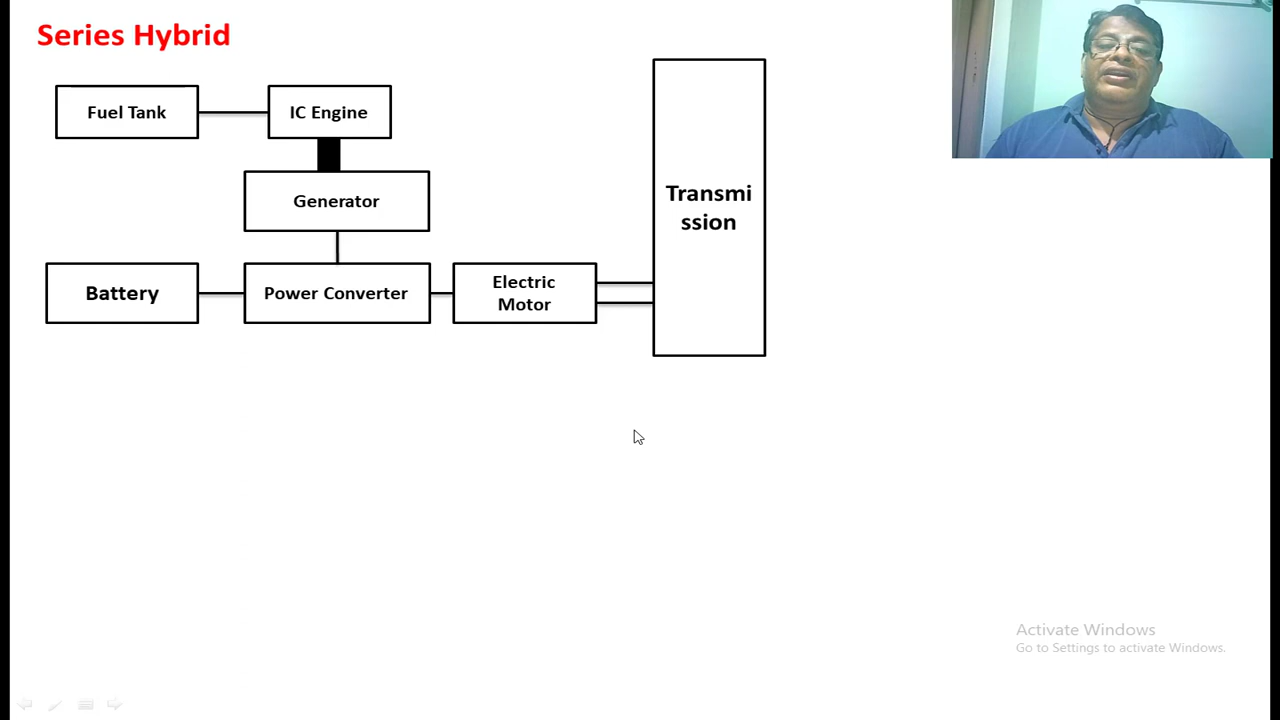 Series Hybrid
Fuel Tank
IC Engine
Generator
Transmi
ssion
Battery
Power Converter
Electric
Motor
Activate Windows
Go to Settings to activate Windows.